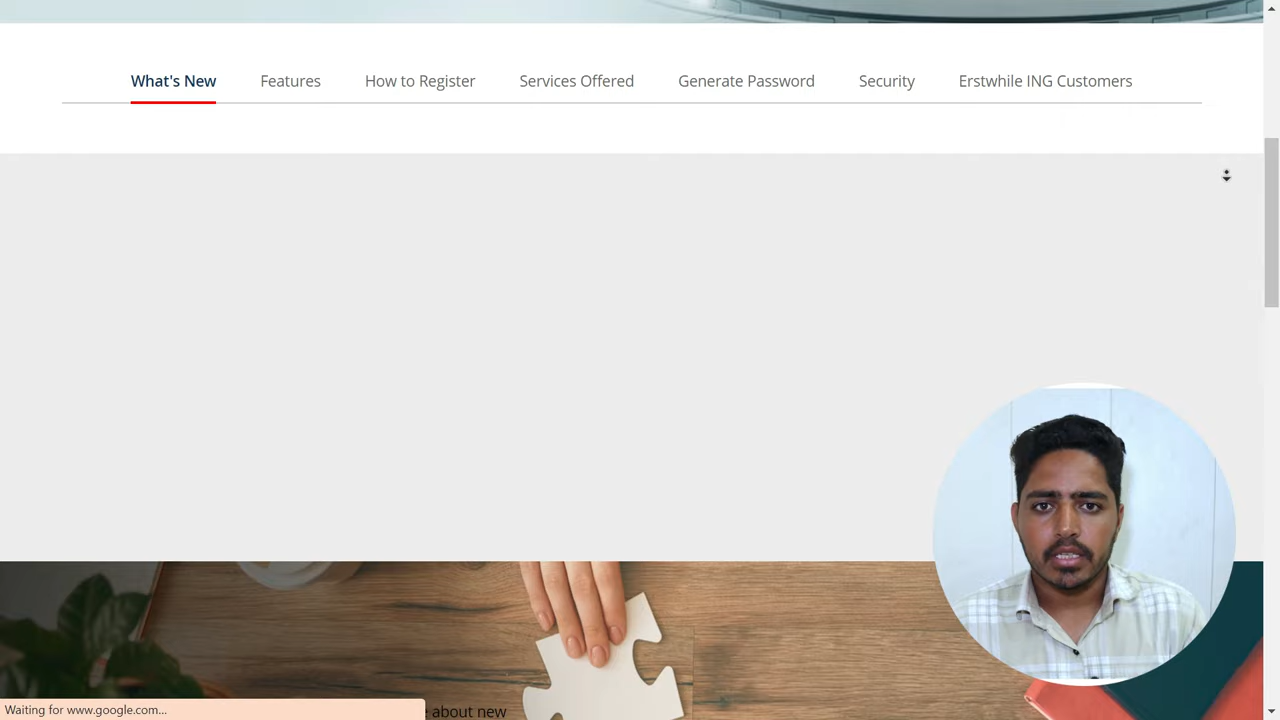 What's New Features How to Register Services Offered Generate Password Security Erstwhile ING Customers
about new
Waiting for www.google.com...